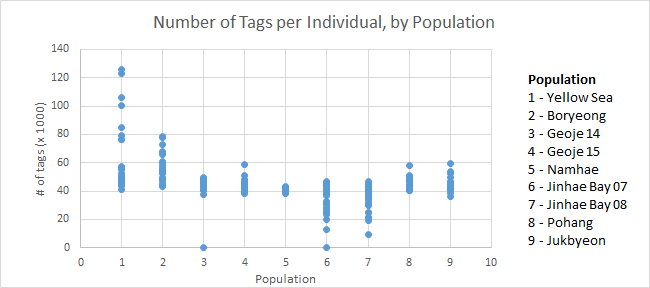 Number of Tags per Individual, by Population
140
120
100
80
60
40
20
0
# of tags (x 1000)
0 1 2 3 4 5 6 7 8 9 10
Population
Population
1 - Yellow Sea
2 - Boryeong
3 - Geoje 14
4 - Geoje 15
5 - Namhae
6 - Jinhae Bay 07
7 - Jinhae Bay 08
8 - Pohang
9 - Jukbyeon